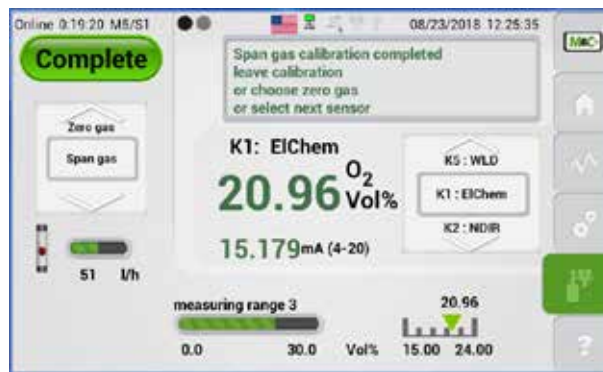 Online 0:19:20 M5/S1
08/23/2018 12:25:35
M&C
Complete
Span gas calibration completed
leave calibration
or choose zero gas
or select next sensor
Zero gas
Span gas
K1: ElChem
20.96 O2 Vol%
15.179mA (4-20)
K5 : WLD
K1 : ElChem
K2 : NDIR
51 l/h
measuring range 3
0.0 30.0 Vol%
20.96
15.00 24.00
?